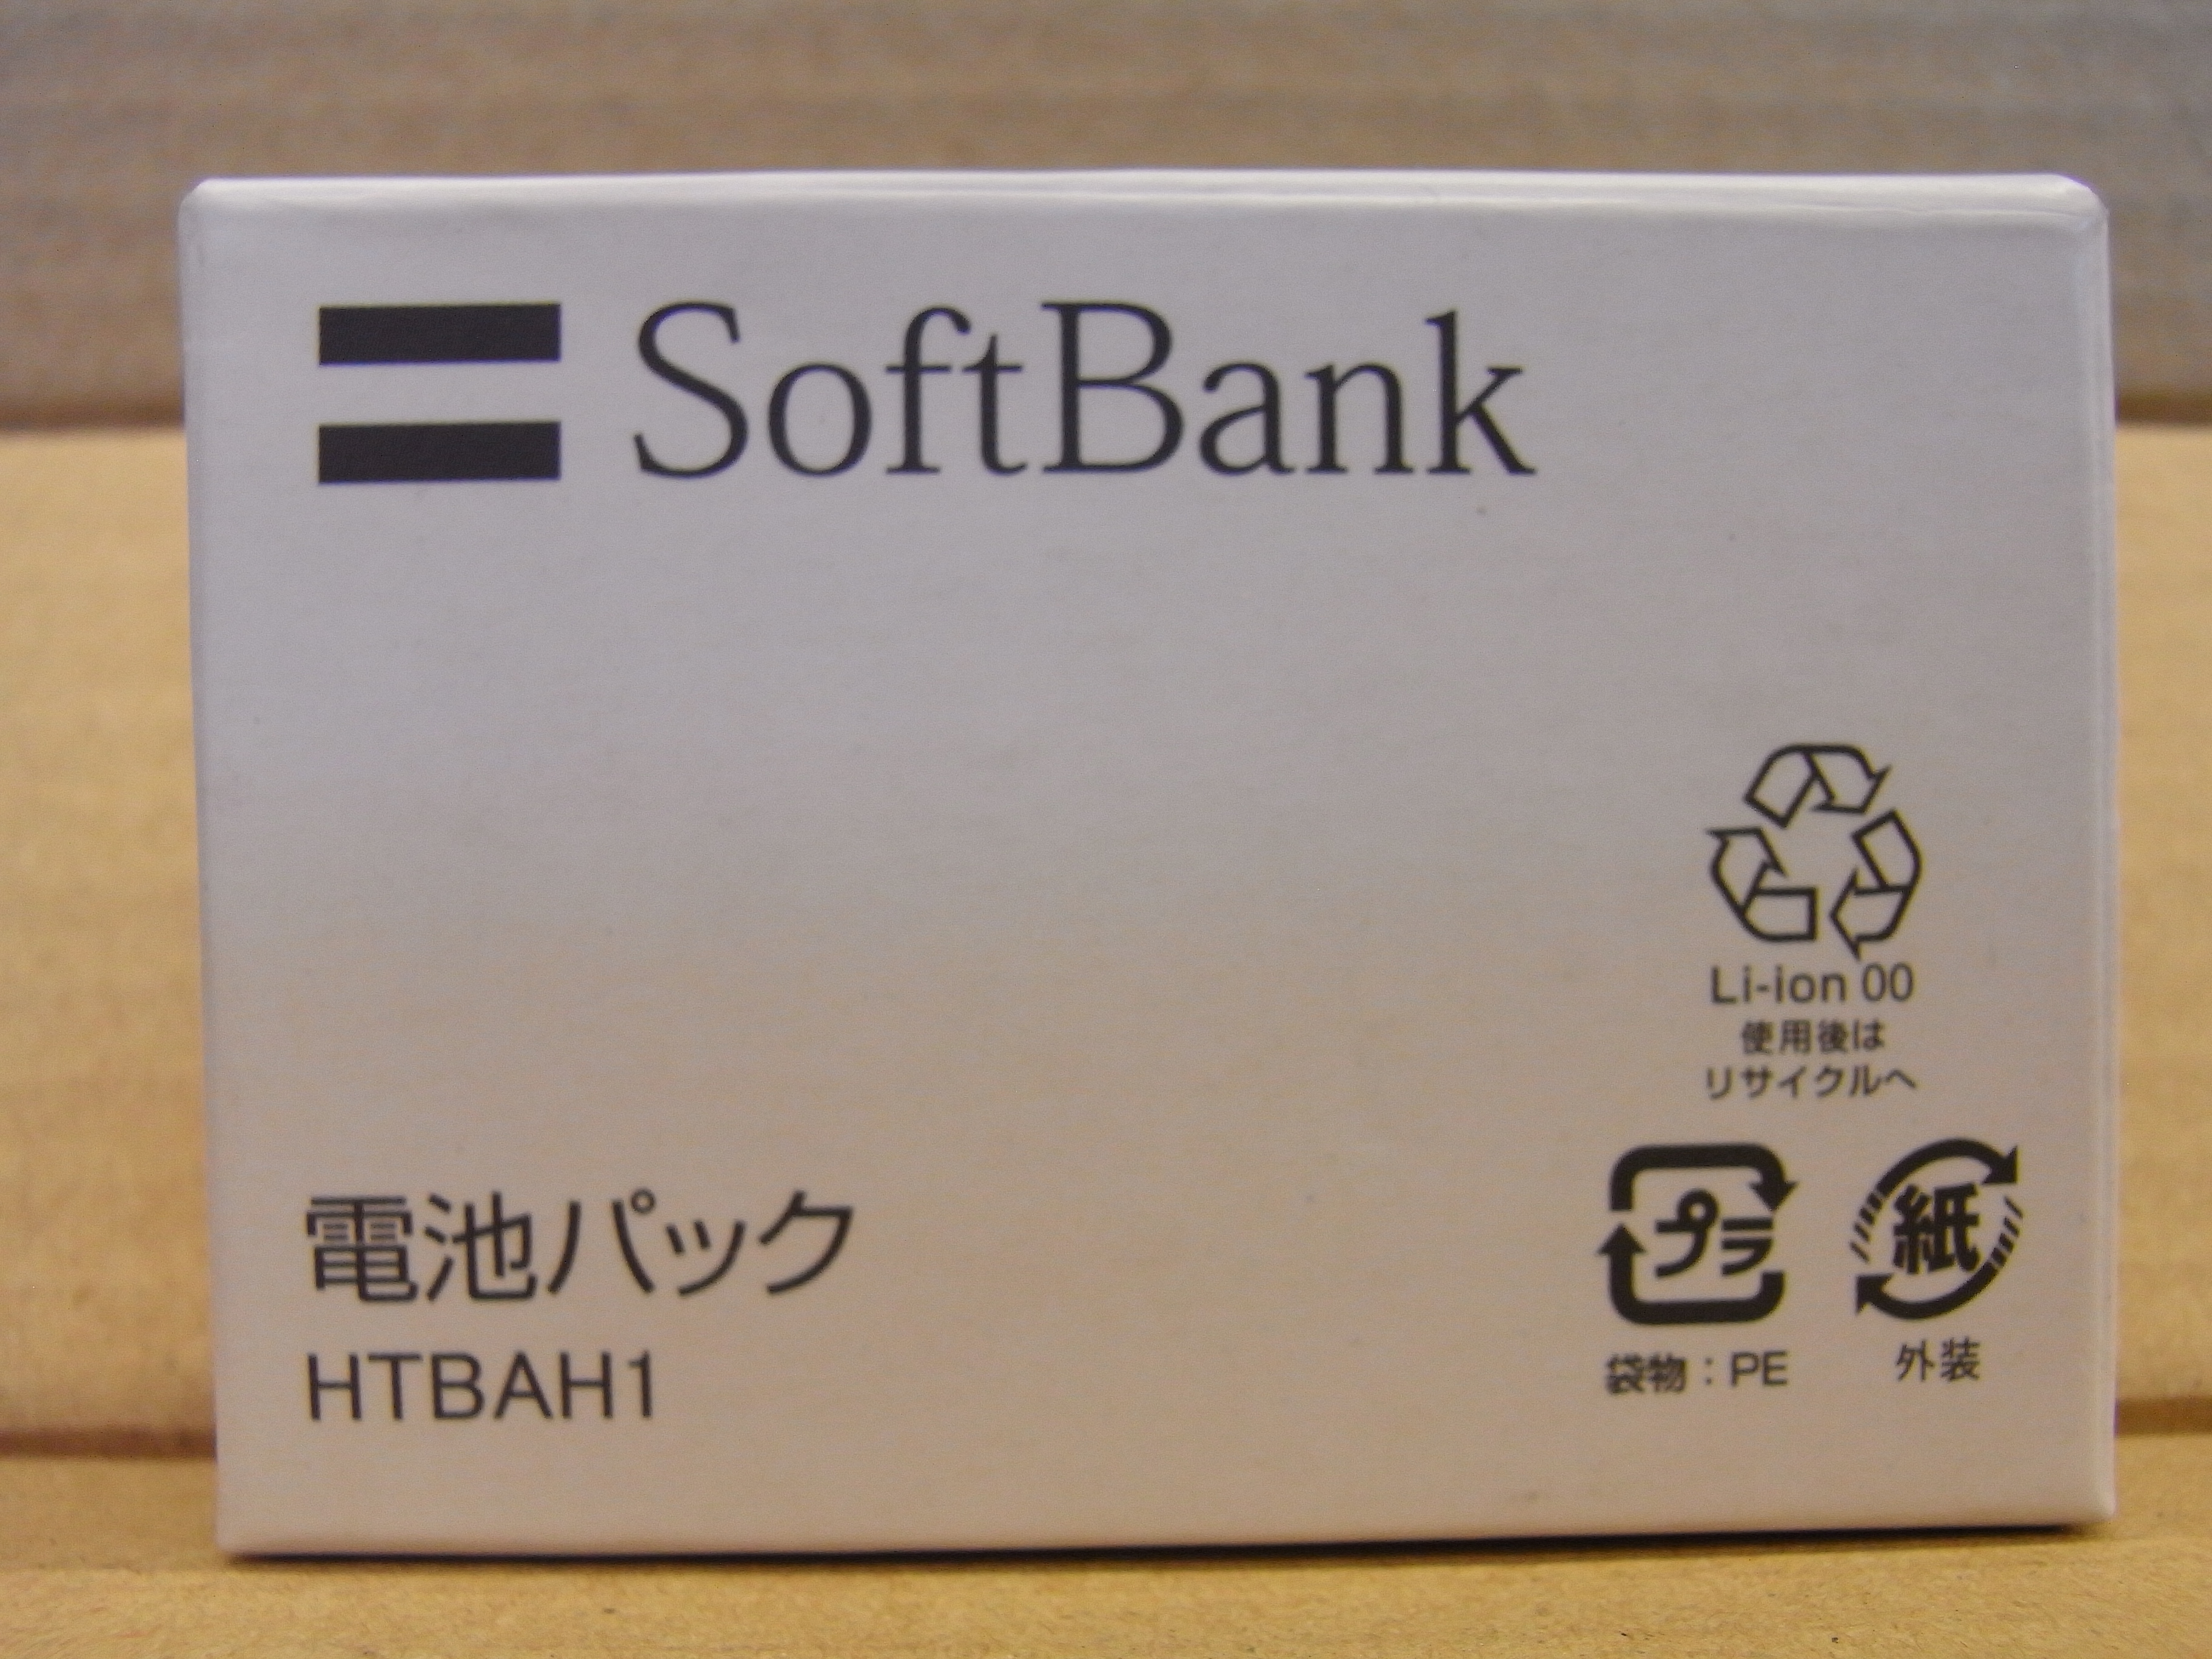 SoftBank
Li-ion 00
使用後は
リサイクルへ
電池パック
HTBAH1
プラ
紙
袋物：PE
外装